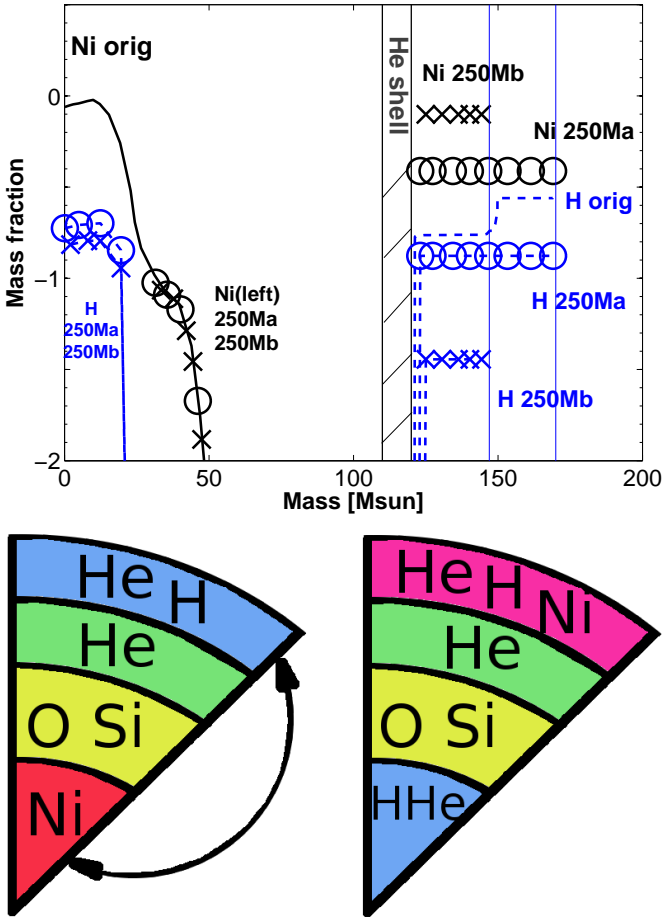 Ni orig
He shell
Ni 250Mb
Ni 250Ma
H orig
H 250Ma
H 250Mb
Ni(left)
250Ma
250Mb
H
250Ma
250Mb
Mass fraction
0
−1
−2
0
50
100
150
200
Mass [Msun]
He H
He
O Si
Ni
He H Ni
He
O Si
HHe